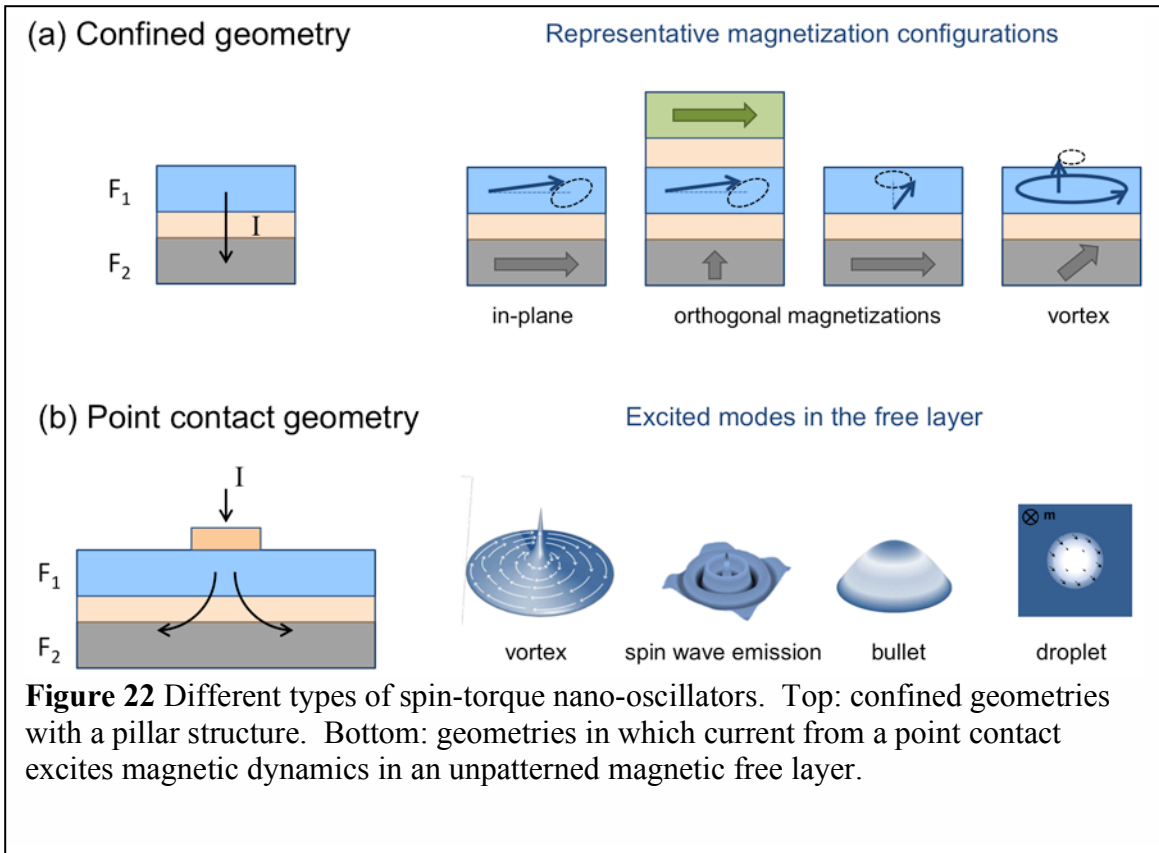 (a) Confined geometry
Representative magnetization configurations
F₁
I
F₂
in-plane
orthogonal magnetizations
vortex
(b) Point contact geometry
Excited modes in the free layer
I
F₁
F₂
m
vortex
spin wave emission
bullet
droplet
Figure 22 Different types of spin-torque nano-oscillators. Top: confined geometries
with a pillar structure. Bottom: geometries in which current from a point contact
excites magnetic dynamics in an unpatterned magnetic free layer.